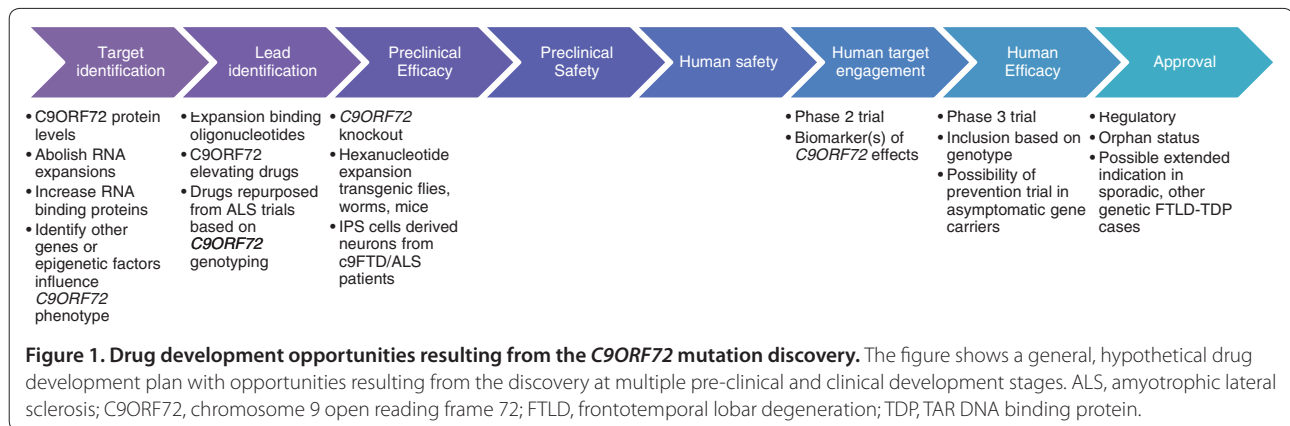 Target identification
Lead identification
Preclinical Efficacy
Preclinical Safety
Human safety
Human target engagement
Human Efficacy
Approval
• C9ORF72 protein
levels
• Abolish RNA
expansions
• Increase RNA
binding proteins
• Identify other
genes or
epigenetic factors
influence
C9ORF72
phenotype
• Expansion binding
oligonucleotides
• C9ORF72
elevating drugs
• Drugs repurposed
from ALS trials
based on
C9ORF72
genotyping
• C9ORF72
knockout
• Hexanucleotide
expansion
transgenic flies,
worms, mice
• IPS cells derived
neurons from
c9FTD/ALS
patients
• Phase 2 trial
• Biomarker(s) of
C9ORF72 effects
• Phase 3 trial
• Inclusion based on
genotype
• Possibility of
prevention trial in
asymptomatic gene
carriers
• Regulatory
• Orphan status
• Possible extended
indication in
sporadic, other
genetic FTLD-TDP
cases
Figure 1. Drug development opportunities resulting from the C9ORF72 mutation discovery. The figure shows a general, hypothetical drug
development plan with opportunities resulting from the discovery at multiple pre-clinical and clinical development stages. ALS, amyotrophic lateral
sclerosis; C9ORF72, chromosome 9 open reading frame 72; FTLD, frontotemporal lobar degeneration; TDP, TAR DNA binding protein.